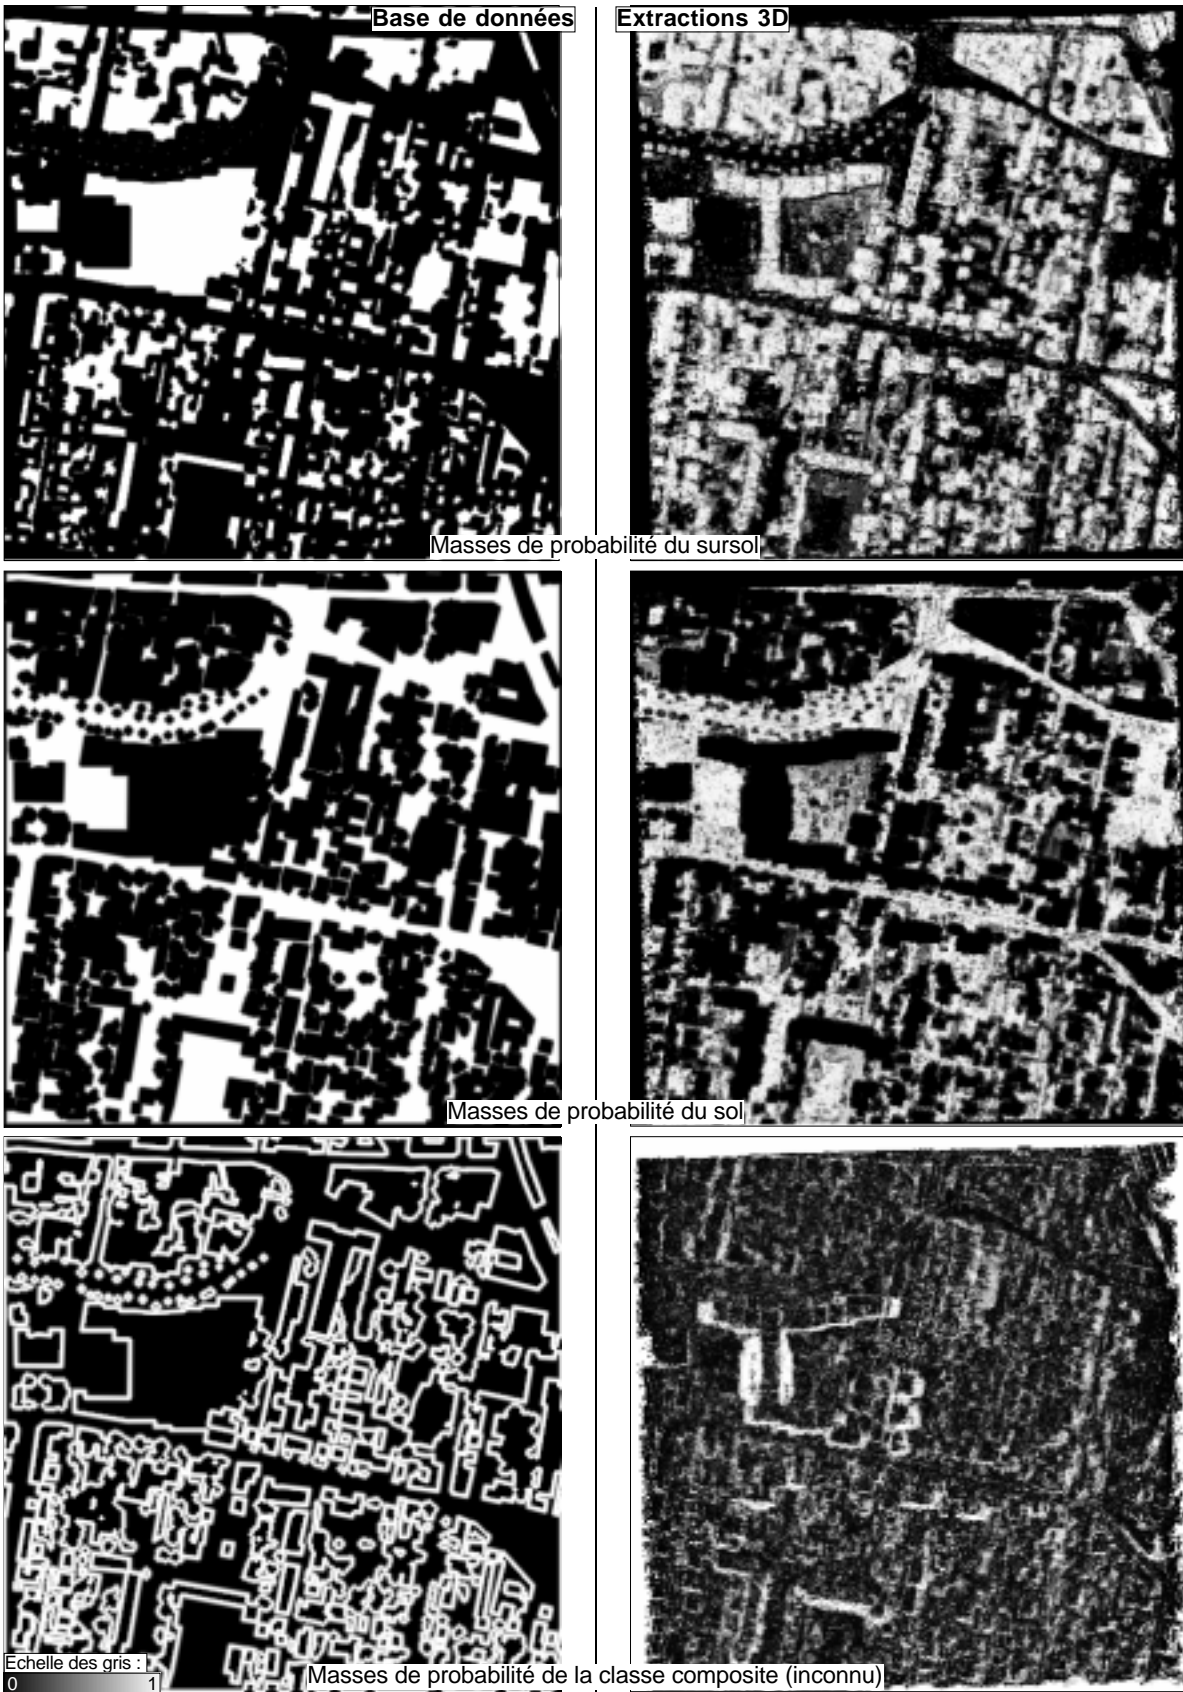 Base de données
Extractions 3D
Masses de probabilité du sursol
Masses de probabilité du sol
Echelle des gris :
0 1
Masses de probabilité de la classe composite (inconnu)